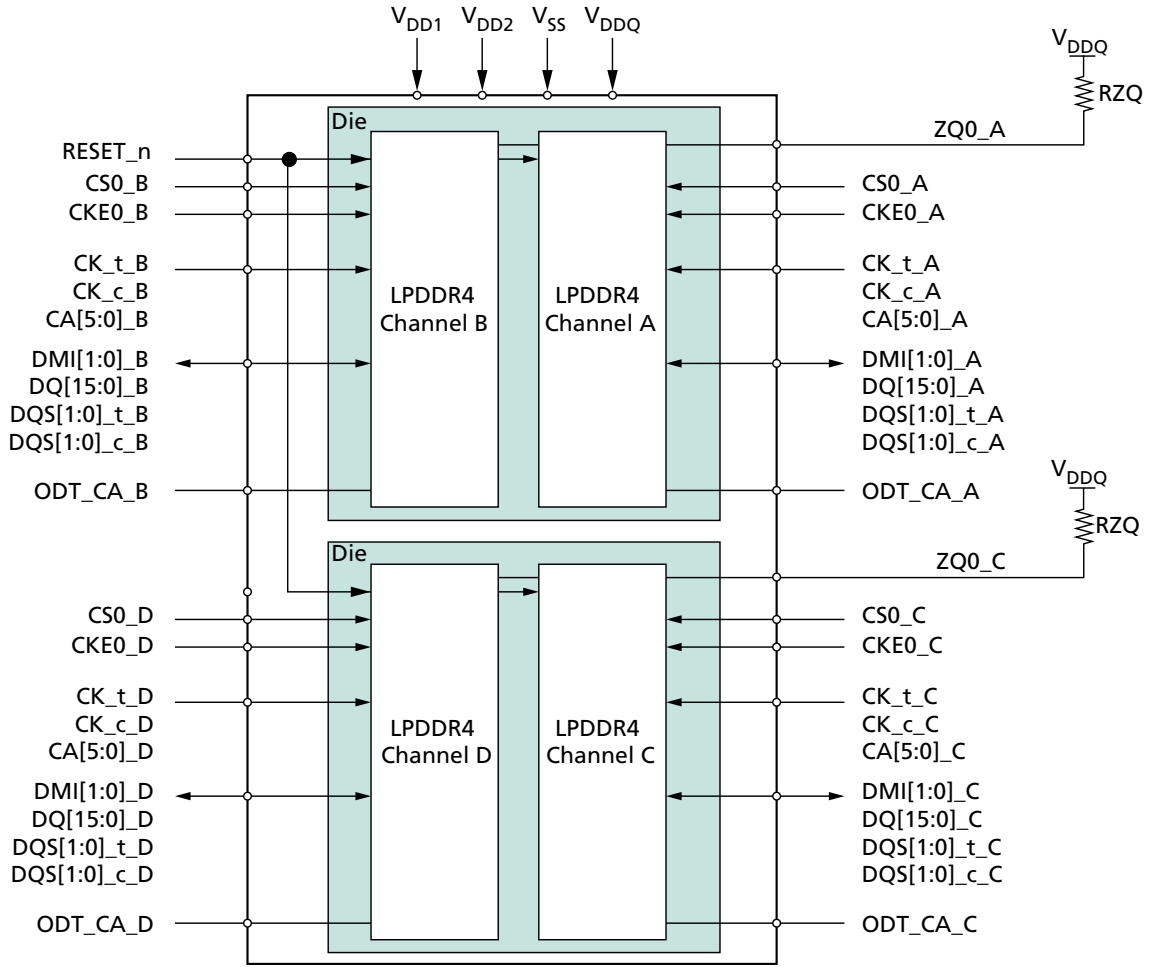 VDD1 VDD2 VSS VDDQ
VDDQ
RZQ
ZQ0_A
Die
RESET_n
CS0_B
CKE0_B
CK_t_B
CK_c_B
CA[5:0]_B
DMI[1:0]_B
DQ[15:0]_B
DQS[1:0]_t_B
DQS[1:0]_c_B
ODT_CA_B
LPDDR4
Channel B
LPDDR4
Channel A
CS0_A
CKE0_A
CK_t_A
CK_c_A
CA[5:0]_A
DMI[1:0]_A
DQ[15:0]_A
DQS[1:0]_t_A
DQS[1:0]_c_A
ODT_CA_A
VDDQ
RZQ
ZQ0_C
Die
CS0_D
CKE0_D
CK_t_D
CK_c_D
CA[5:0]_D
DMI[1:0]_D
DQ[15:0]_D
DQS[1:0]_t_D
DQS[1:0]_c_D
ODT_CA_D
LPDDR4
Channel D
LPDDR4
Channel C
CS0_C
CKE0_C
CK_t_C
CK_c_C
CA[5:0]_C
DMI[1:0]_C
DQ[15:0]_C
DQS[1:0]_t_C
DQS[1:0]_c_C
ODT_CA_C